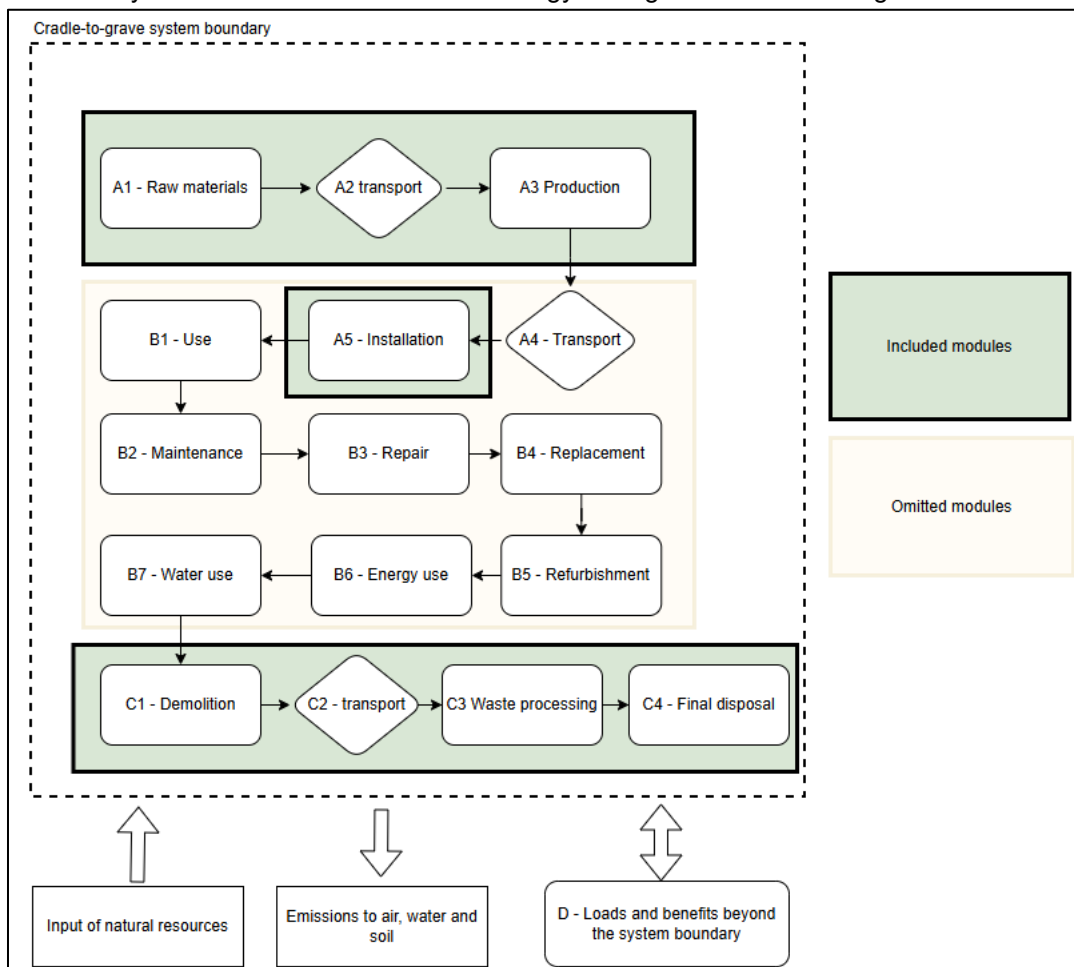 Cradle-to-grave system boundary
A1 - Raw materials
A2 transport
A3 Production
B1 - Use
A5 - Installation
A4 - Transport
Included modules
B2 - Maintenance
B3 - Repair
B4 - Replacement
Omitted modules
B7 - Water use
B6 - Energy use
B5 - Refurbishment
C1 - Demolition
C2 - transport
C3 Waste processing
C4 - Final disposal
Input of natural
resources
Emissions to air, water and
soil
D - Loads and benefits beyond
the system boundary